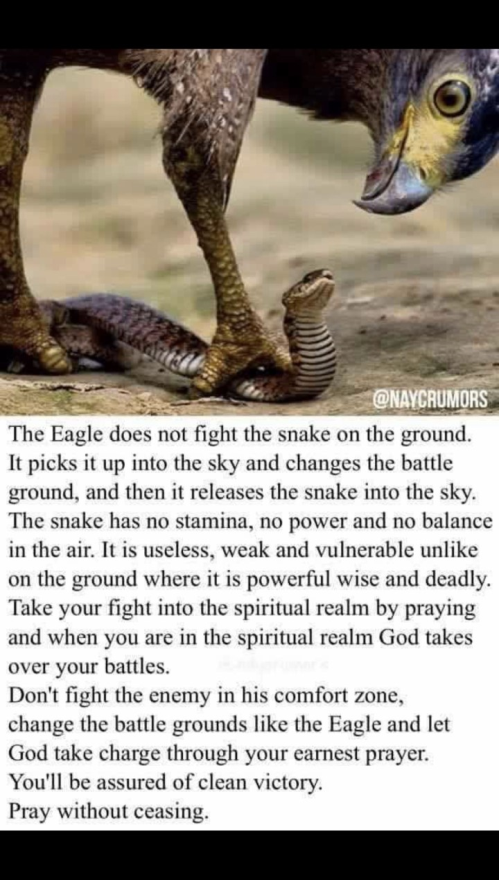 @NAYCRUMORS
The Eagle does not fight the snake on the ground.
It picks it up into the sky and changes the battle
ground, and then it releases the snake into the sky.
The snake has no stamina, no power and no balance
in the air. It is useless, weak and vulnerable unlike
on the ground where it is powerful wise and deadly.
Take your fight into the spiritual realm by praying
and when you are in the spiritual realm God takes
over your battles.
Don't fight the enemy in his comfort zone,
change the battle grounds like the Eagle and let
God take charge through your earnest prayer.
You'll be assured of clean victory.
Pray without ceasing.